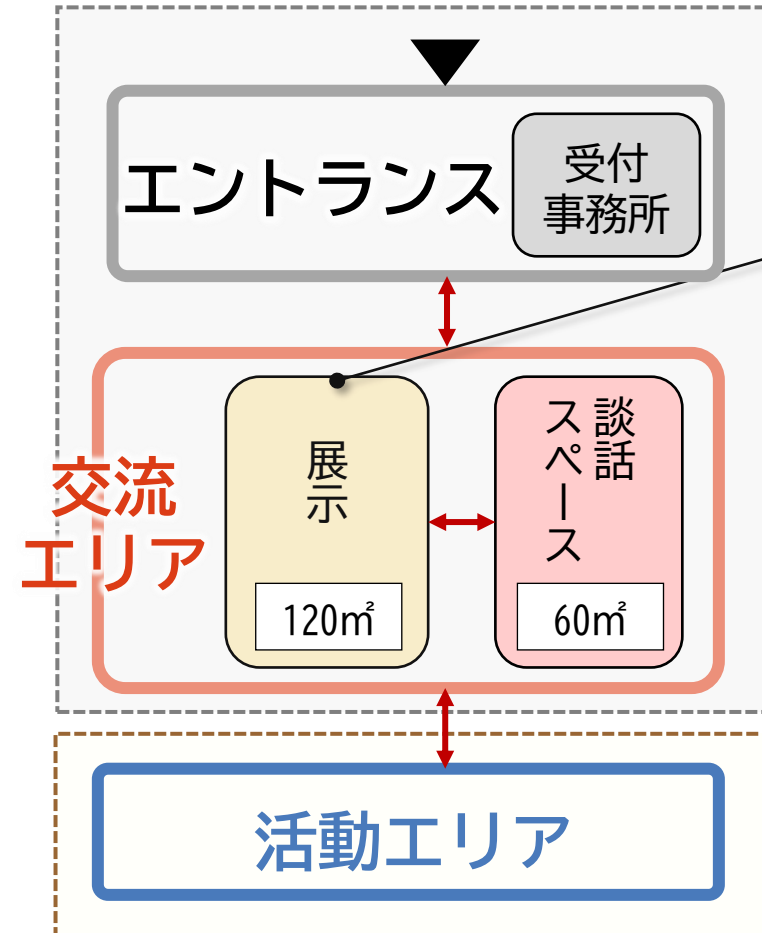 エントランス
受付
事務所
交流
エリア
展示
120㎡
談話
スペース
60㎡
活動エリア